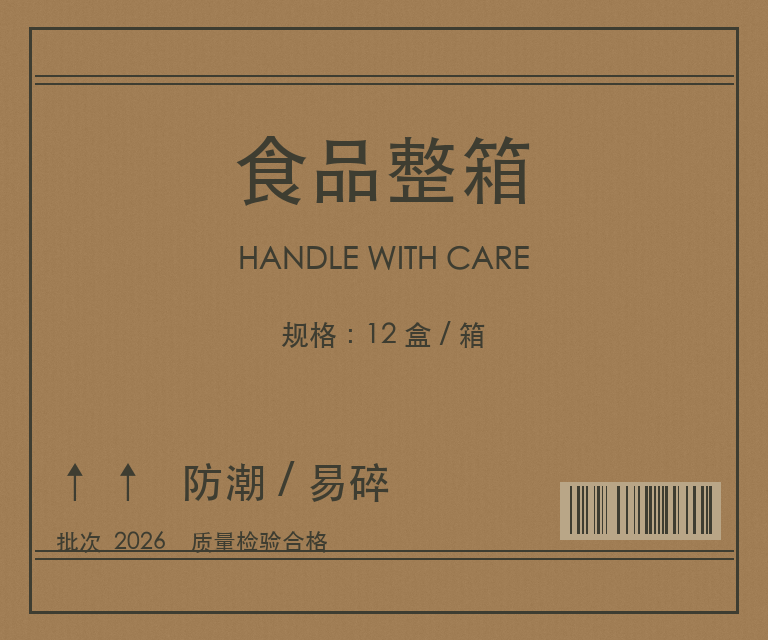 食品整箱
HANDLE WITH CARE
规格：12 盒 / 箱
↑ ↑ 防潮 / 易碎
批次 2026 质量检验合格